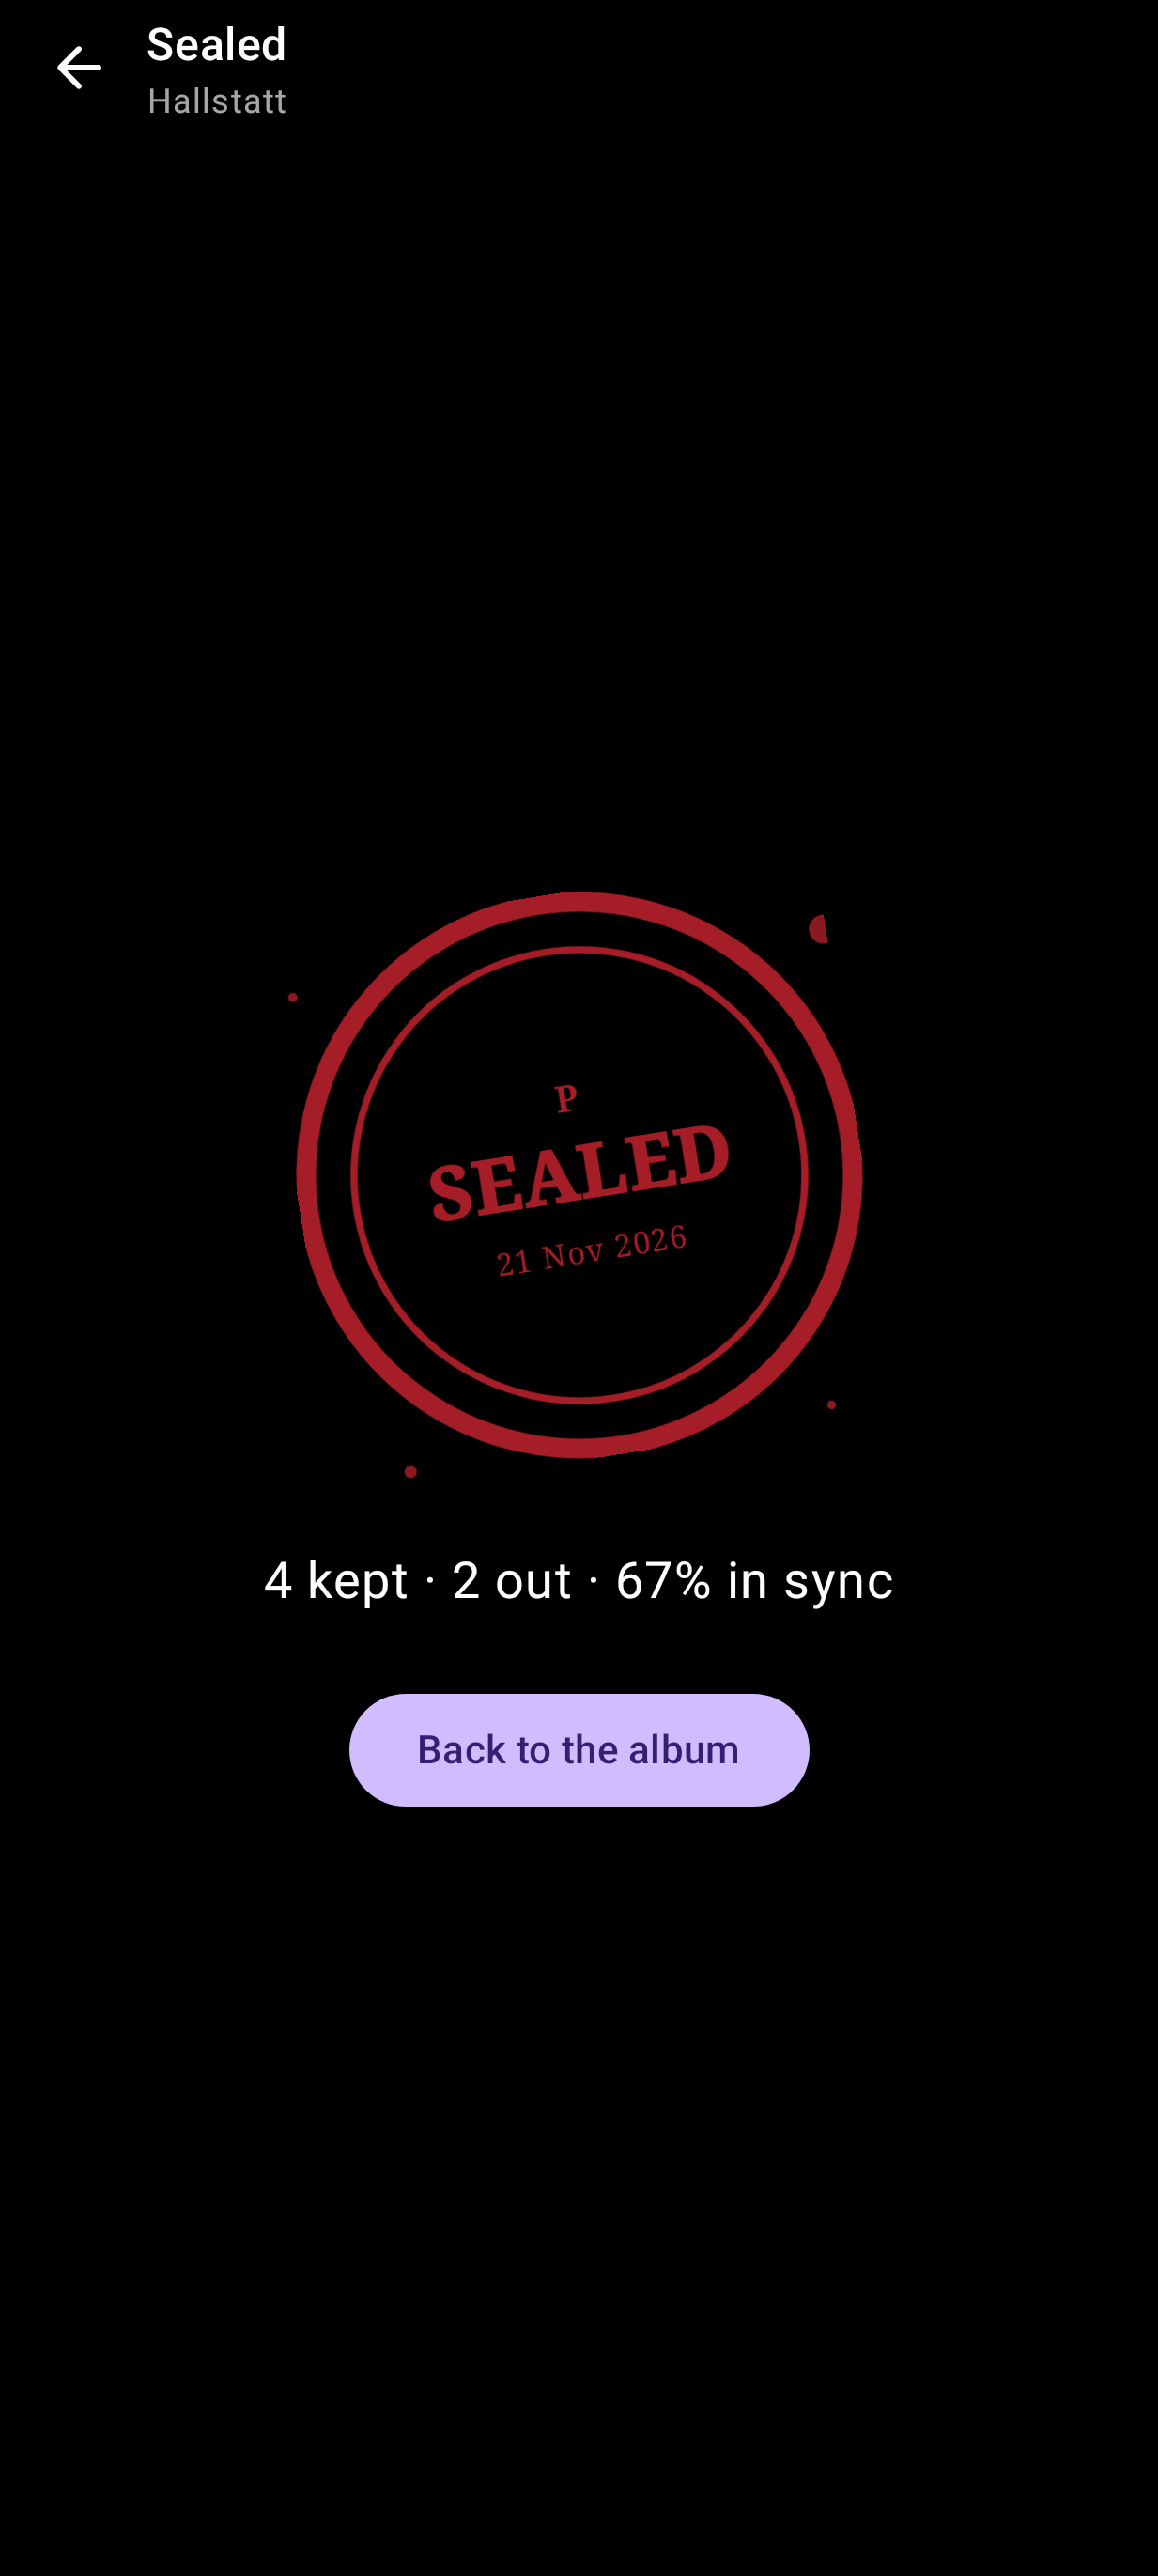 Sealed
Hallstatt
P
SEALED
21 Nov 2026
4 kept · 2 out · 67% in sync
Back to the album